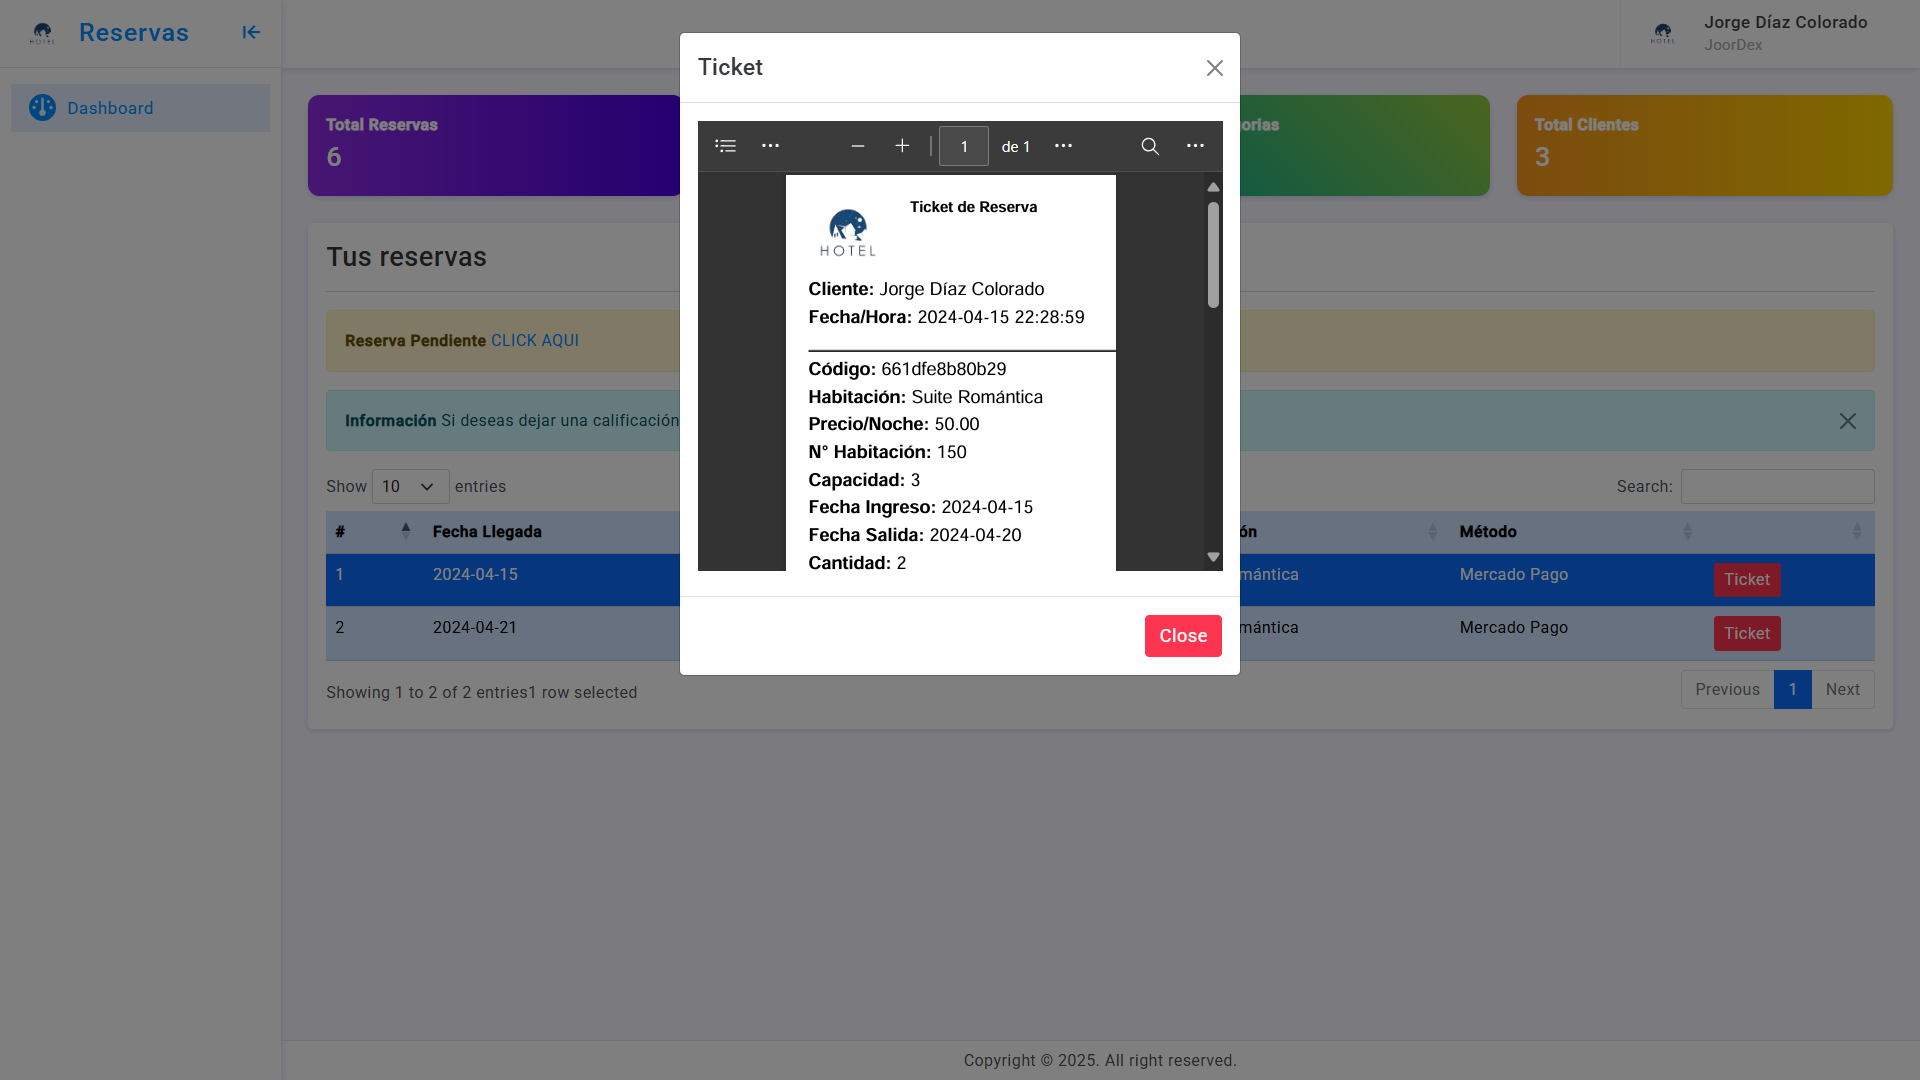 HOTEL
Reservas
HOTEL
Jorge Díaz Colorado
JoorDex
Dashboard
Total Reservas
6
orias
Total Clientes
3
Tus reservas
Reserva Pendiente CLICK AQUI
Información Si deseas dejar una calificación
Show 10 entries
Search:
# Fecha Llegada ón Método
1 2024-04-15 mántica Mercado Pago Ticket
2 2024-04-21 mántica Mercado Pago Ticket
Showing 1 to 2 of 2 entries1 row selected
Previous 1 Next
Copyright © 2025. All right reserved.
Ticket
1 de 1
Ticket de Reserva
HOTEL
Cliente: Jorge Díaz Colorado
Fecha/Hora: 2024-04-15 22:28:59
Código: 661dfe8b80b29
Habitación: Suite Romántica
Precio/Noche: 50.00
N° Habitación: 150
Capacidad: 3
Fecha Ingreso: 2024-04-15
Fecha Salida: 2024-04-20
Cantidad: 2
Close